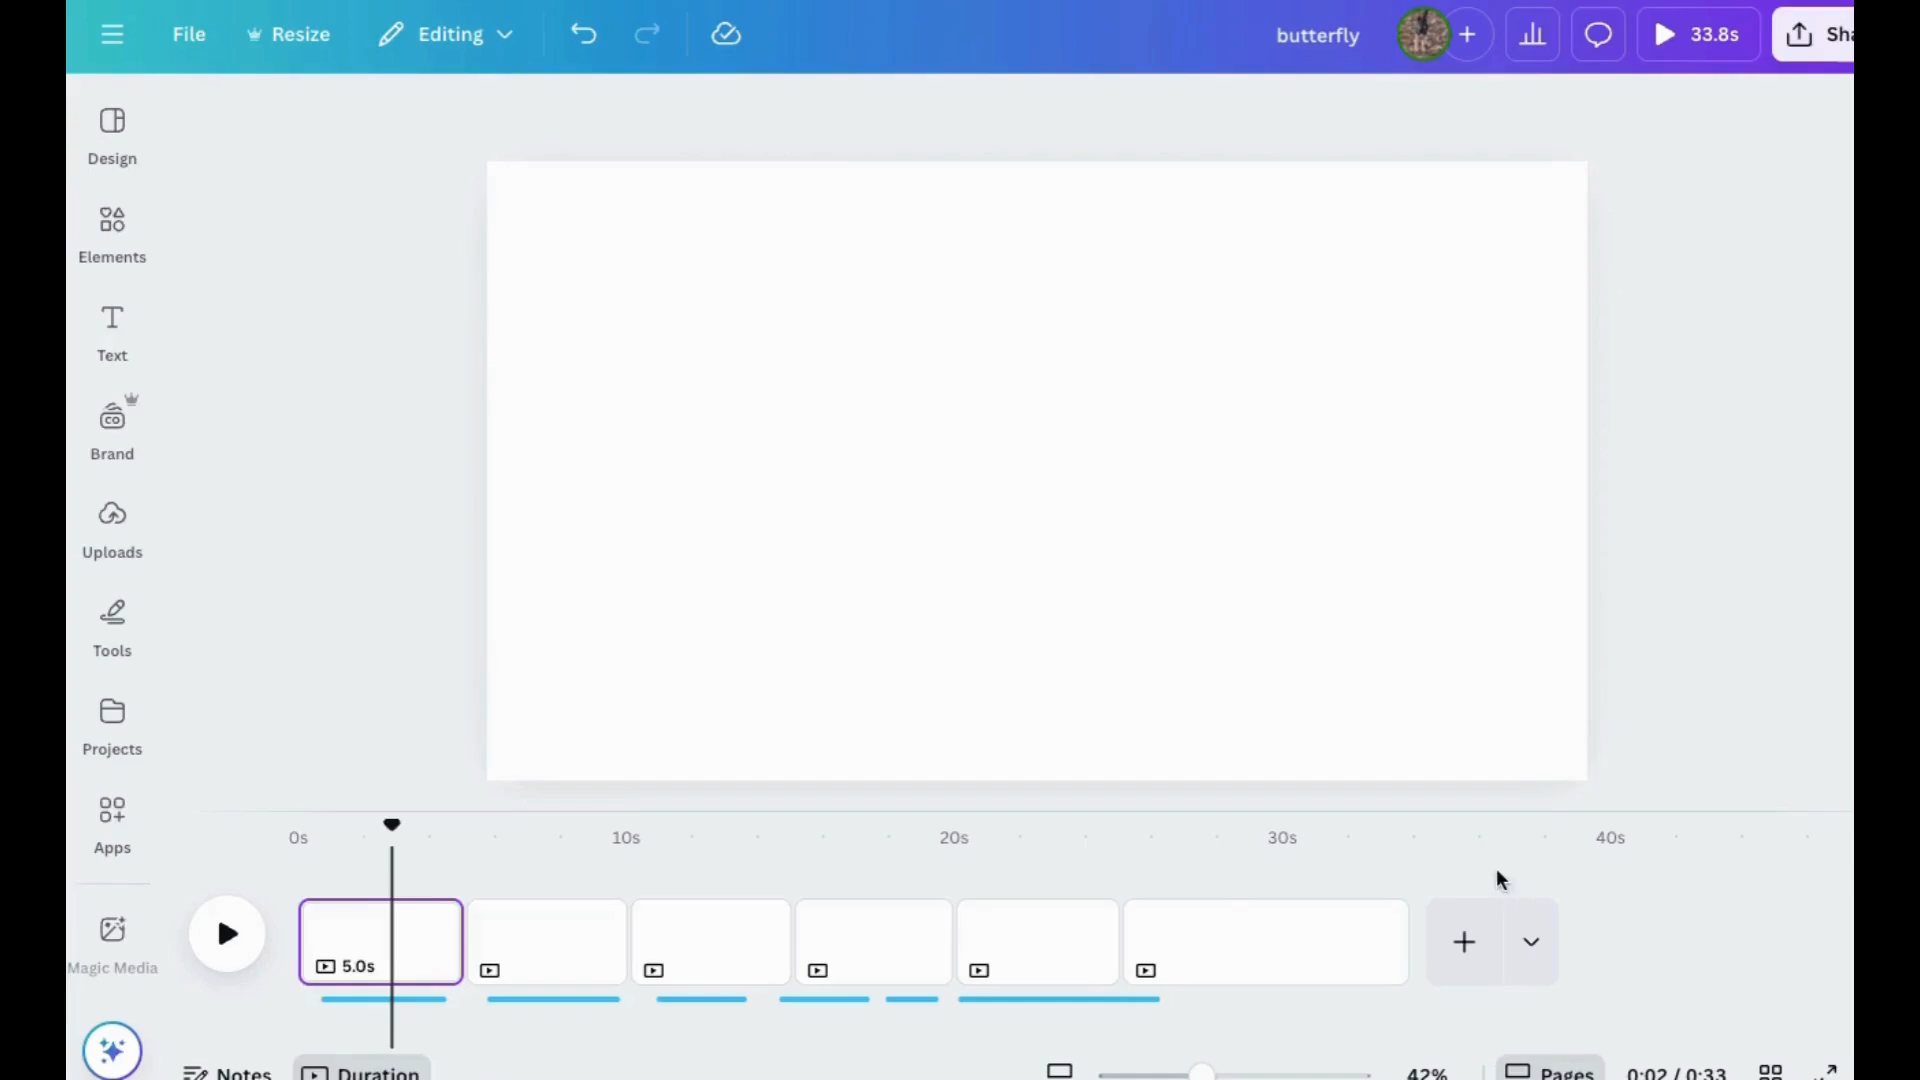 File Resize Editing butterfly + 33.8s
Design
Elements
Text
CO
Brand
Uploads
Tools
Projects
Apps
Magic Media
0s 10s 20s 30s 40s
5.0s
Notes Duration 42% Pages 0:02 / 0:33